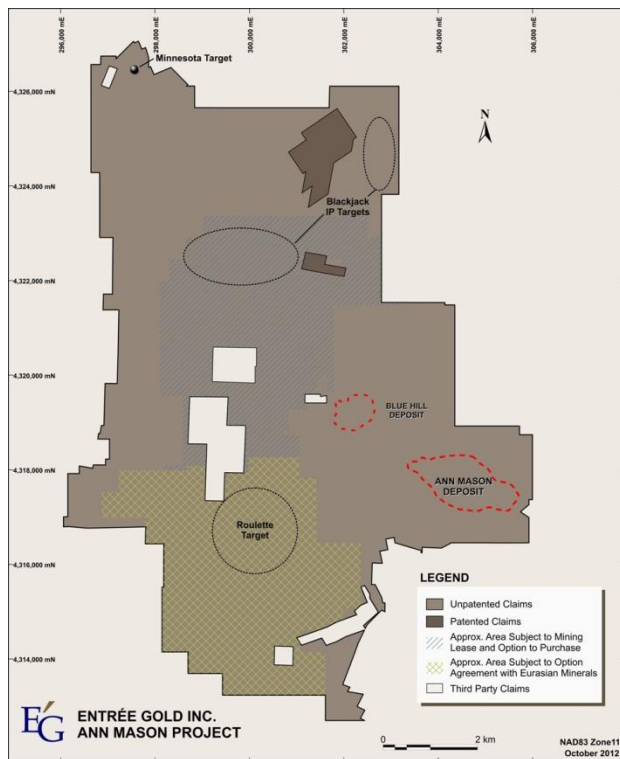 296,000 mE
298,000 mE
300,000 mE
302,000 mE
304,000 mE
306,000 mE
Minnesota Target
4,326,000 mN
N
4,324,000 mN
Blackjack
IP Targets
4,322,000 mN
4,320,000 mN
BLUE HILL
DEPOSIT
4,318,000 mN
ANN MASON
DEPOSIT
Roulette
Target
4,316,000 mN
LEGEND
Unpatented Claims
Patented Claims
Approx. Area Subject to Mining
Lease and Option to Purchase
4,314,000 mN
Approx. Area Subject to Option
Agreement with Eurasian Minerals
Third Party Claims
EG
ENTRÉE GOLD INC.
ANN MASON PROJECT
0
2 km
NAD83 Zone11
October 2012